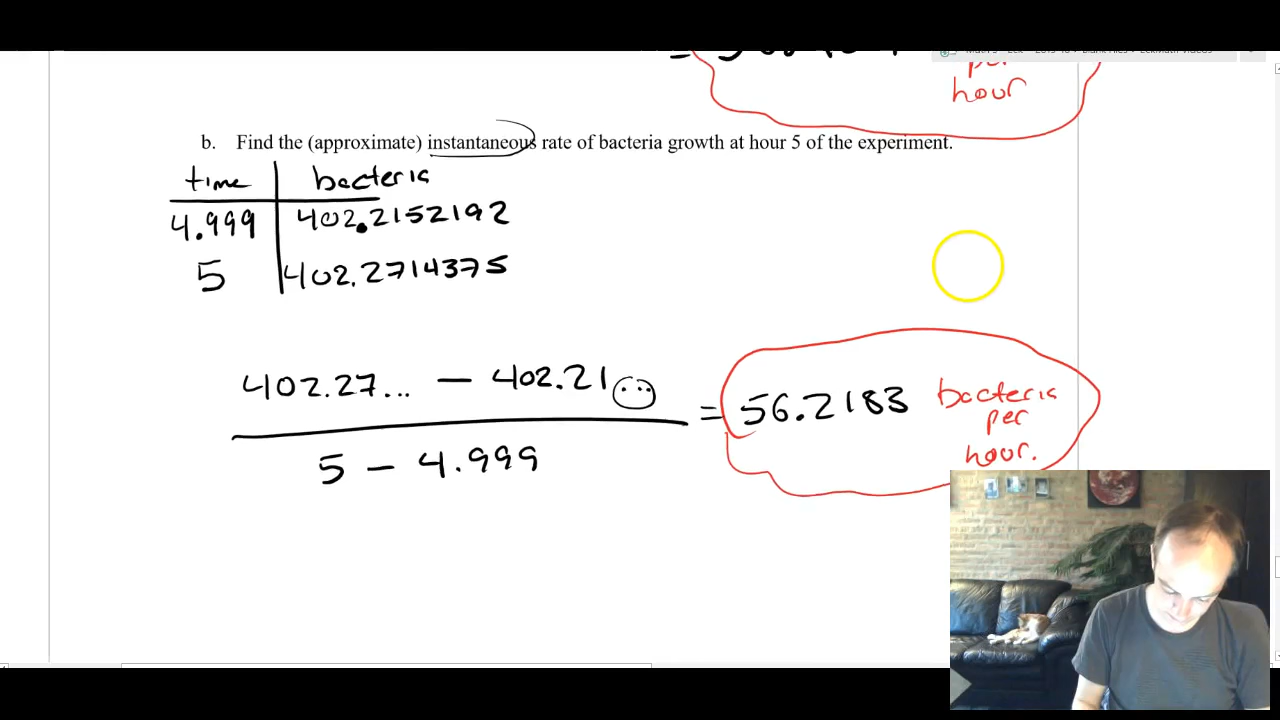 per
hour
b. Find the (approximate) instantaneous rate of bacteria growth at hour 5 of the experiment.
time bacteria
4.999 402.2152192
5 402.2714375
402.27... - 402.21...
5 - 4.999
= 56.2183 bacteria
per
hour.